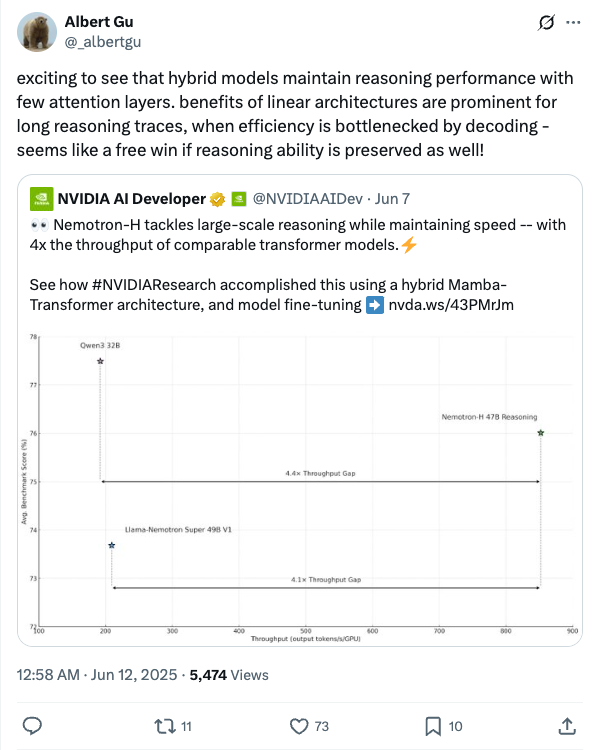 Albert Gu
@_albertgu
exciting to see that hybrid models maintain reasoning performance with
few attention layers. benefits of linear architectures are prominent for
long reasoning traces, when efficiency is bottlenecked by decoding -
seems like a free win if reasoning ability is preserved as well!
NVIDIA AI Developer @NVIDIAAIDev · Jun 7
👀 Nemotron-H tackles large-scale reasoning while maintaining speed -- with
4x the throughput of comparable transformer models.⚡
See how #NVIDIAResearch accomplished this using a hybrid Mamba-
Transformer architecture, and model fine-tuning ➡️ nvda.ws/43PMrJm
78
Qwen3 32B
77
Nemotron-H 47B Reasoning
76
4.4× Throughput Gap
75
Llama-Nemotron Super 49B V1
74
4.1× Throughput Gap
73
72
Avg. Benchmark Score (%)
100 200 300 400 500 600 700 800 900
Throughput (output tokens/s/GPU)
12:58 AM · Jun 12, 2025 · 5,474 Views
11 73 10